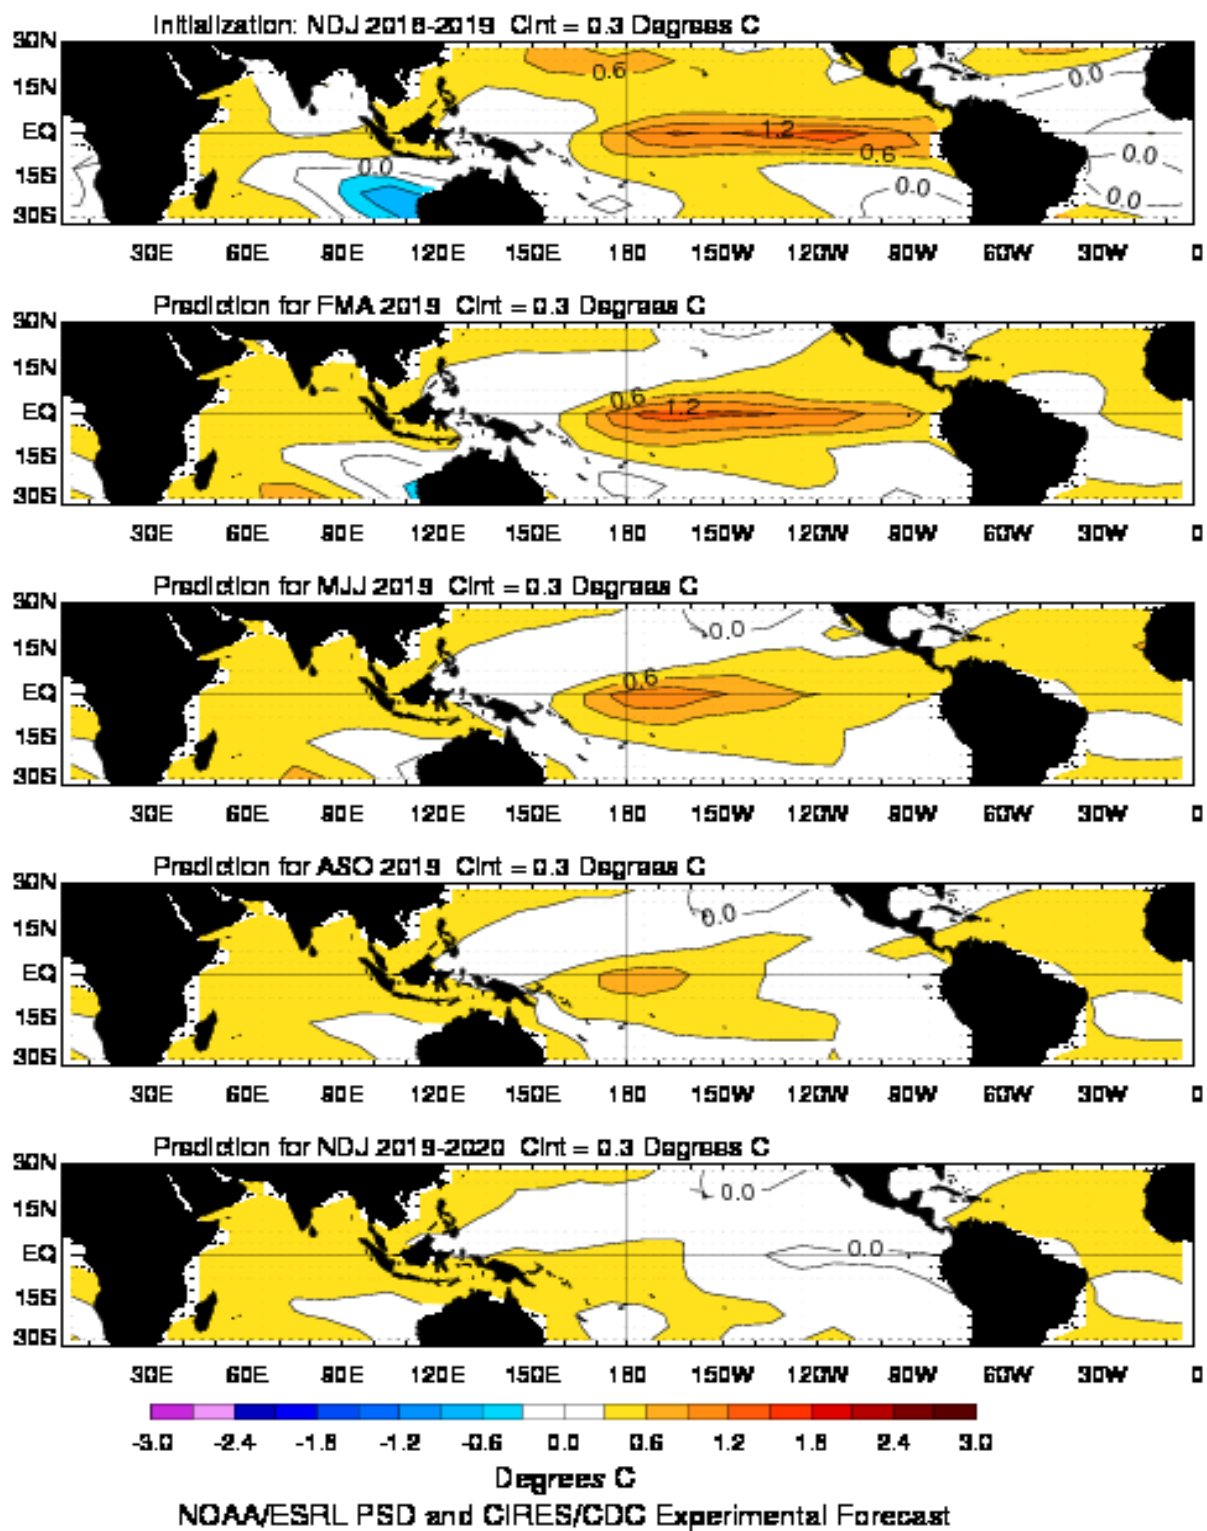 Initialization: NDJ 2018-2019 Cint = 0.3 Degrees C
30N
0.6
0.0
15N
EQ
1.2
0.6
0.0
0.0
15S
0.0
0.0
30S
30E 60E 90E 120E 150E 180 150W 120W 90W 60W 30W 0
Prediction for FMA 2019 Cint = 0.3 Degrees C
30N
15N
0.6
EQ
1.2
15S
30S
30E 60E 90E 120E 150E 180 150W 120W 90W 60W 30W 0
Prediction for MJJ 2019 Cint = 0.3 Degrees C
30N
0.0
15N
0.6
EQ
15S
30S
30E 60E 90E 120E 150E 180 150W 120W 90W 60W 30W 0
Prediction for ASO 2019 Cint = 0.3 Degrees C
30N
0.0
15N
EQ
15S
30S
30E 60E 90E 120E 150E 180 150W 120W 90W 60W 30W 0
Prediction for NDJ 2019-2020 Cint = 0.3 Degrees C
30N
0.0
15N
EQ
0.0
15S
30S
30E 60E 90E 120E 150E 180 150W 120W 90W 60W 30W 0
-3.0 -2.4 -1.8 -1.2 -0.6 0.0 0.6 1.2 1.8 2.4 3.0
Degrees C
NOAA/ESRL PSD and CIRES/CDC Experimental Forecast